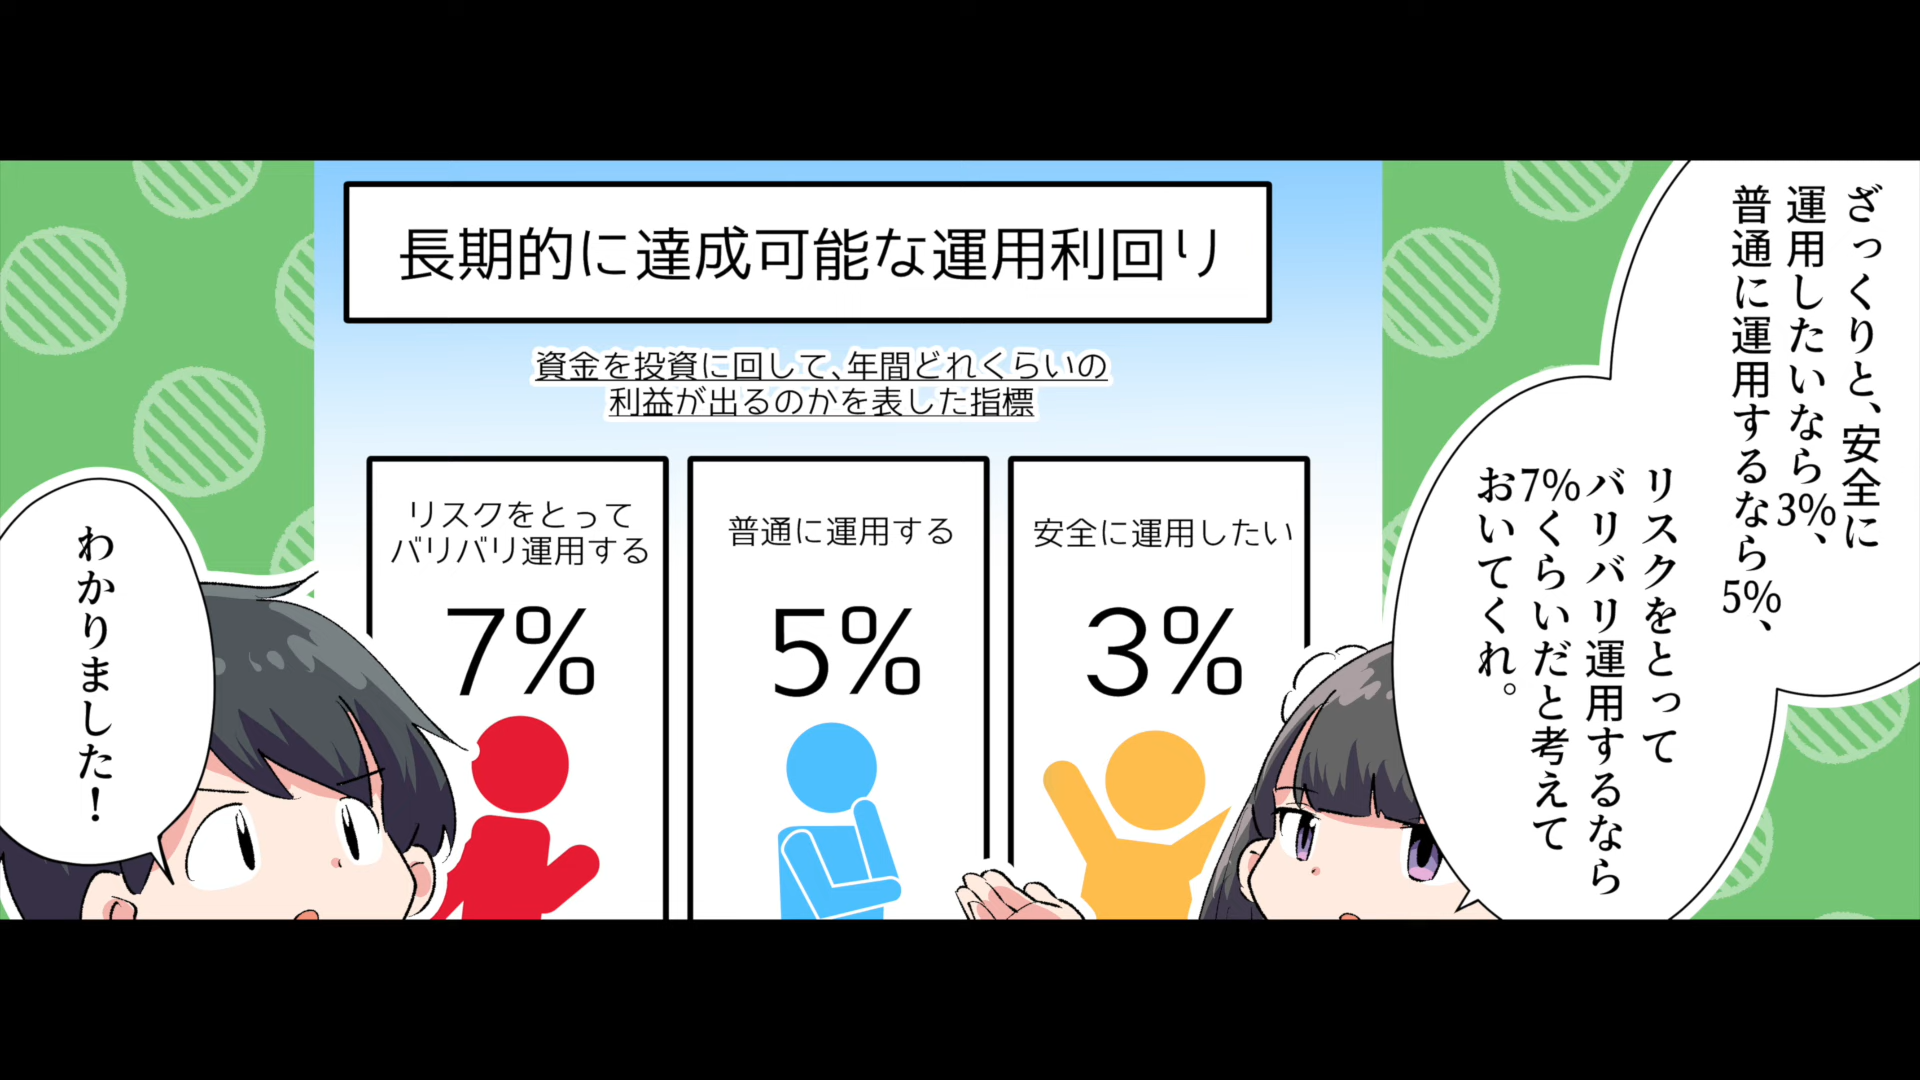 ざっくりと、安全に
運用したいなら3%、
普通に運用するなら5%、
リスクをとって
バリバリ運用するなら
7%くらいだと考えて
おいてくれ。
長期的に達成可能な運用利回り
資金を投資に回して、年間どれくらいの
利益が出るのかを表した指標
安全に運用したい
3%
普通に運用する
5%
リスクをとって
バリバリ運用する
7%
わかりました!